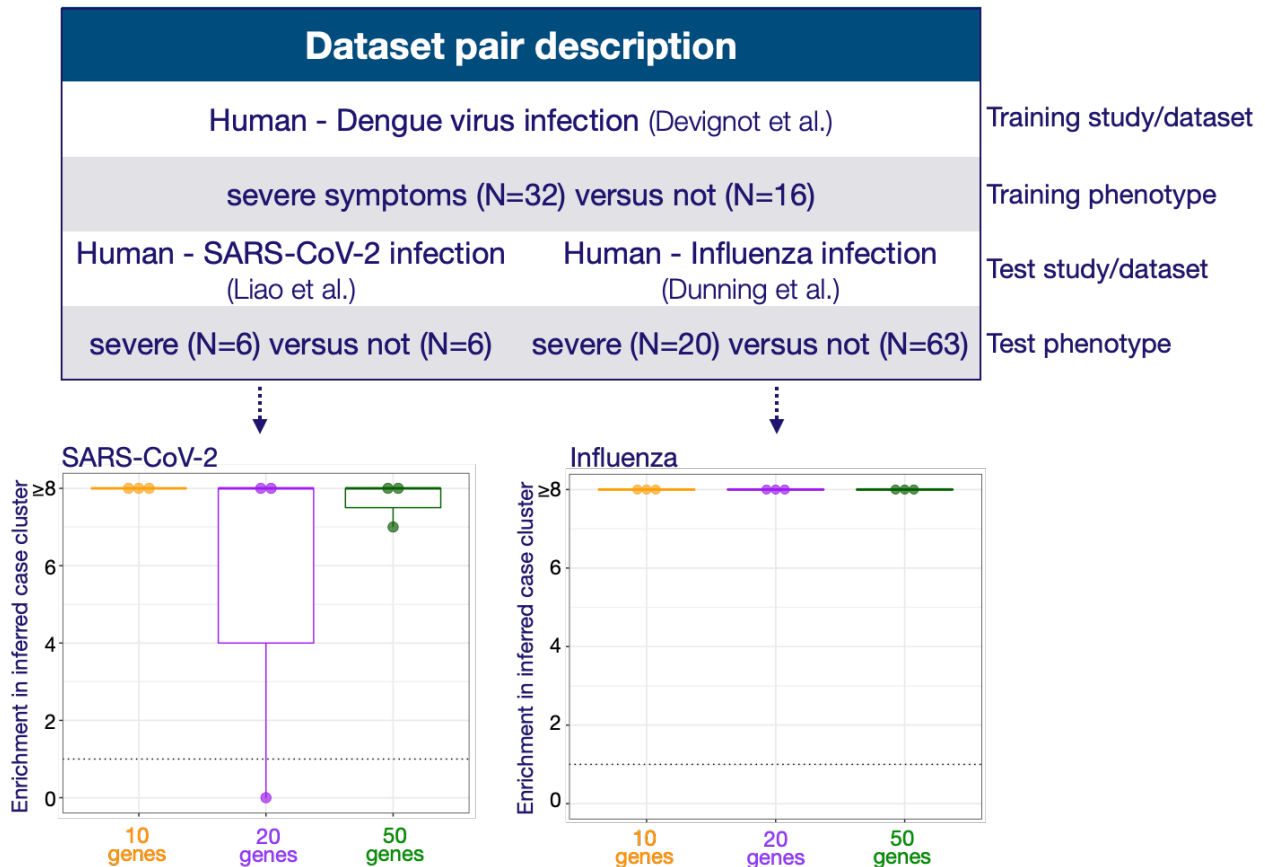 Dataset pair description
Human - Dengue virus infection (Devignot et al.)
Training study/dataset
severe symptoms (N=32) versus not (N=16)
Training phenotype
Human - SARS-CoV-2 infection
(Liao et al.)
Human - Influenza infection
(Dunning et al.)
Test study/dataset
severe (N=6) versus not (N=6)
severe (N=20) versus not (N=63)
Test phenotype
SARS-CoV-2
Enrichment in inferred case cluster
≥8
6
4
2
0
10
genes
20
genes
50
genes
Influenza
Enrichment in inferred case cluster
≥8
6
4
2
0
10
genes
20
genes
50
genes